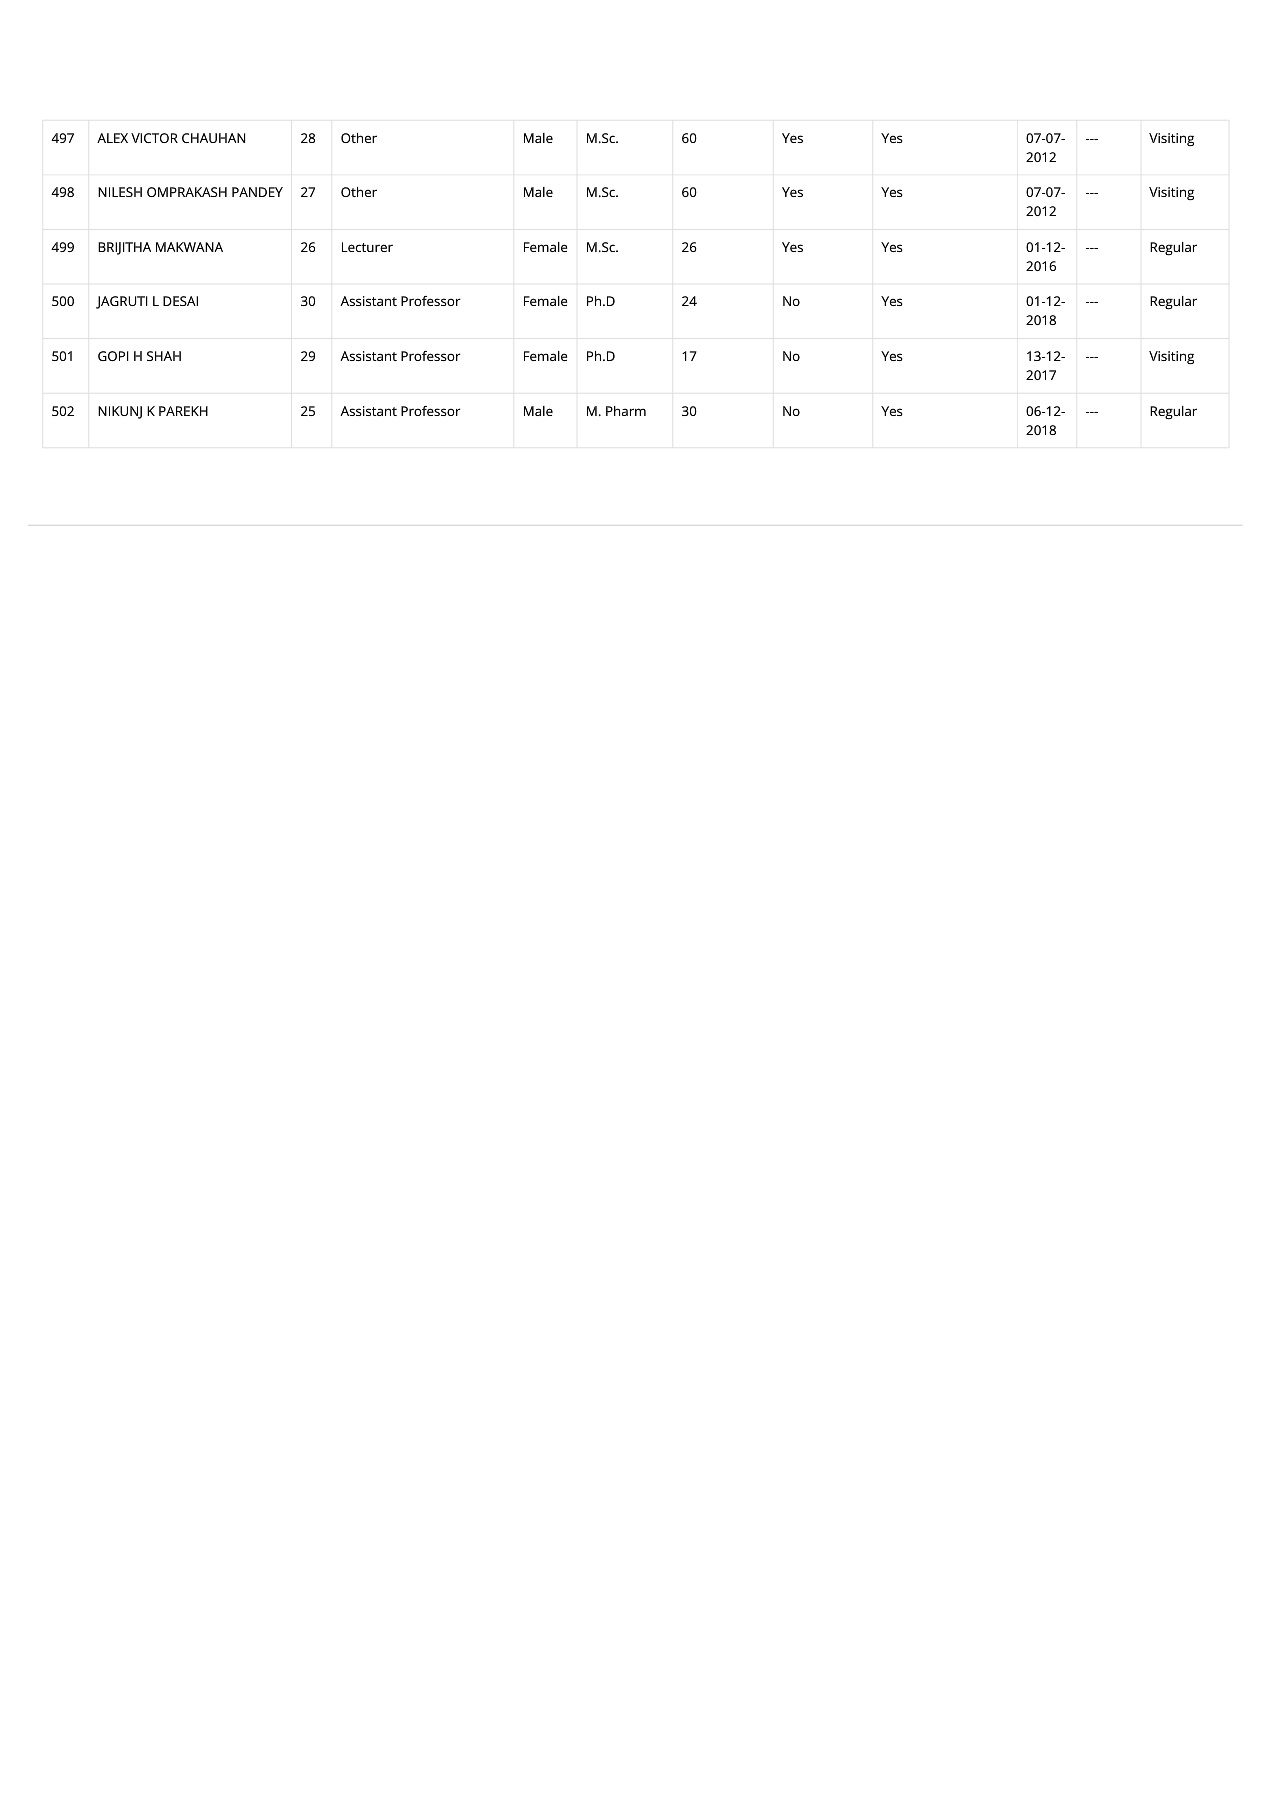 497 ALEX VICTOR CHAUHAN 28 Other Male M.Sc. 60 Yes Yes 07-07- --- Visiting
2012
498 NILESH OMPRAKASH PANDEY 27 Other Male M.Sc. 60 Yes Yes 07-07- --- Visiting
2012
499 BRIJITHA MAKWANA 26 Lecturer Female M.Sc. 26 Yes Yes 01-12- --- Regular
2016
500 JAGRUTI L DESAI 30 Assistant Professor Female Ph.D 24 No Yes 01-12- --- Regular
2018
501 GOPI H SHAH 29 Assistant Professor Female Ph.D 17 No Yes 13-12- --- Visiting
2017
502 NIKUNJ K PAREKH 25 Assistant Professor Male M. Pharm 30 No Yes 06-12- --- Regular
2018